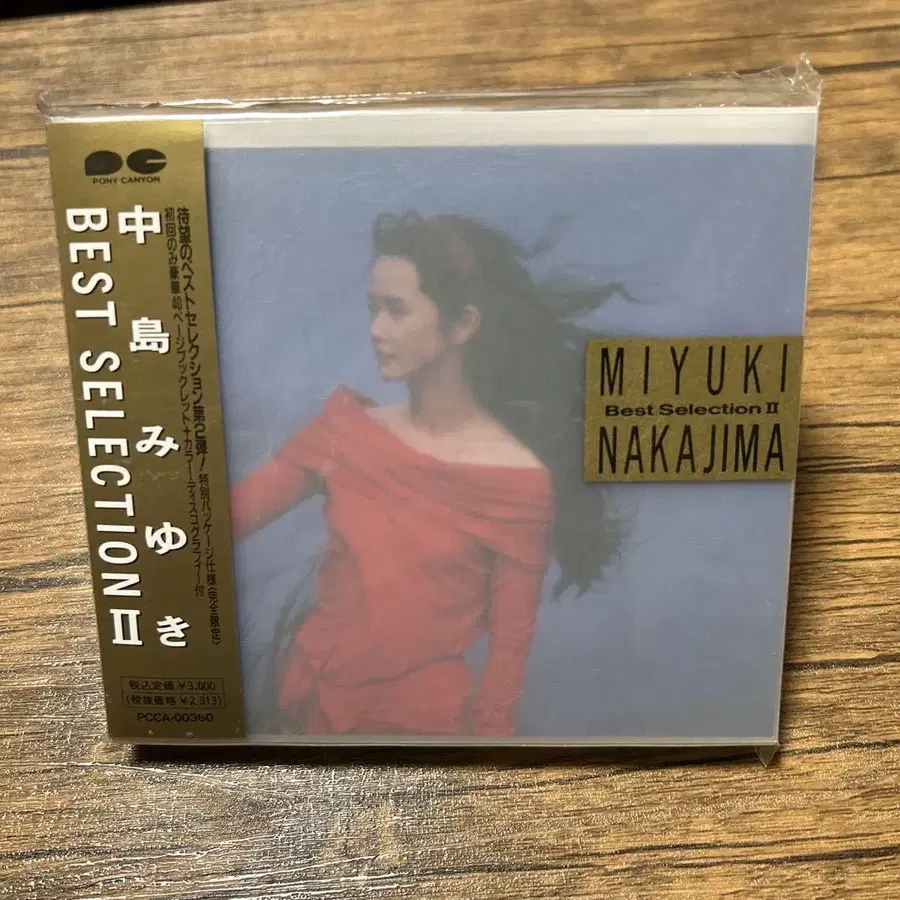 PONY CANYON
中島みゆき
BEST SELECTION II
待望のベストセレクション第2弾!特別パッケージ仕様〈完全限定〉
初回のみ豪華40ページブックレット+カラー・ディスコグラフィー付
税込定価¥3,000
(税抜価格¥2,913)
PCCA-00360
MIYUKI
Best Selection II
NAKAJIMA